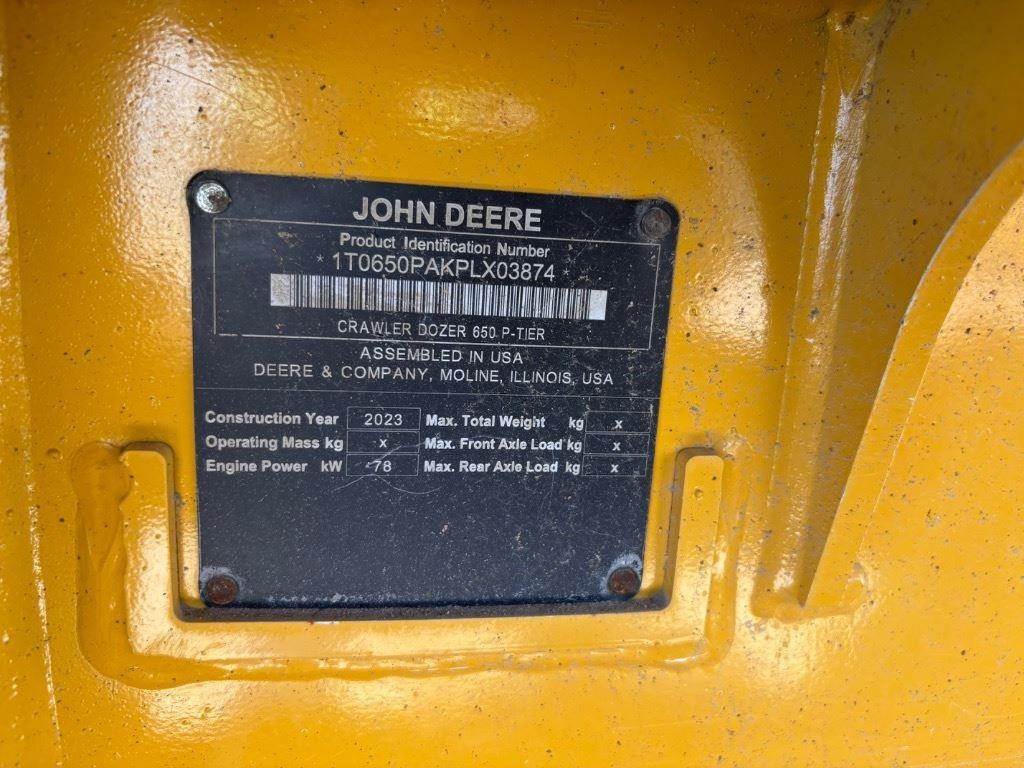 JOHN DEERE
Product Identification Number
*1T0650PAKPLX03874*
CRAWLER DOZER 650 P-TIER
ASSEMBLED IN USA
DEERE & COMPANY, MOLINE, ILLINOIS, USA
Construction Year 2023 Max. Total Weight kg x
Operating Mass kg x Max. Front Axle Load kg x
Engine Power kW 78 Max. Rear Axle Load kg x